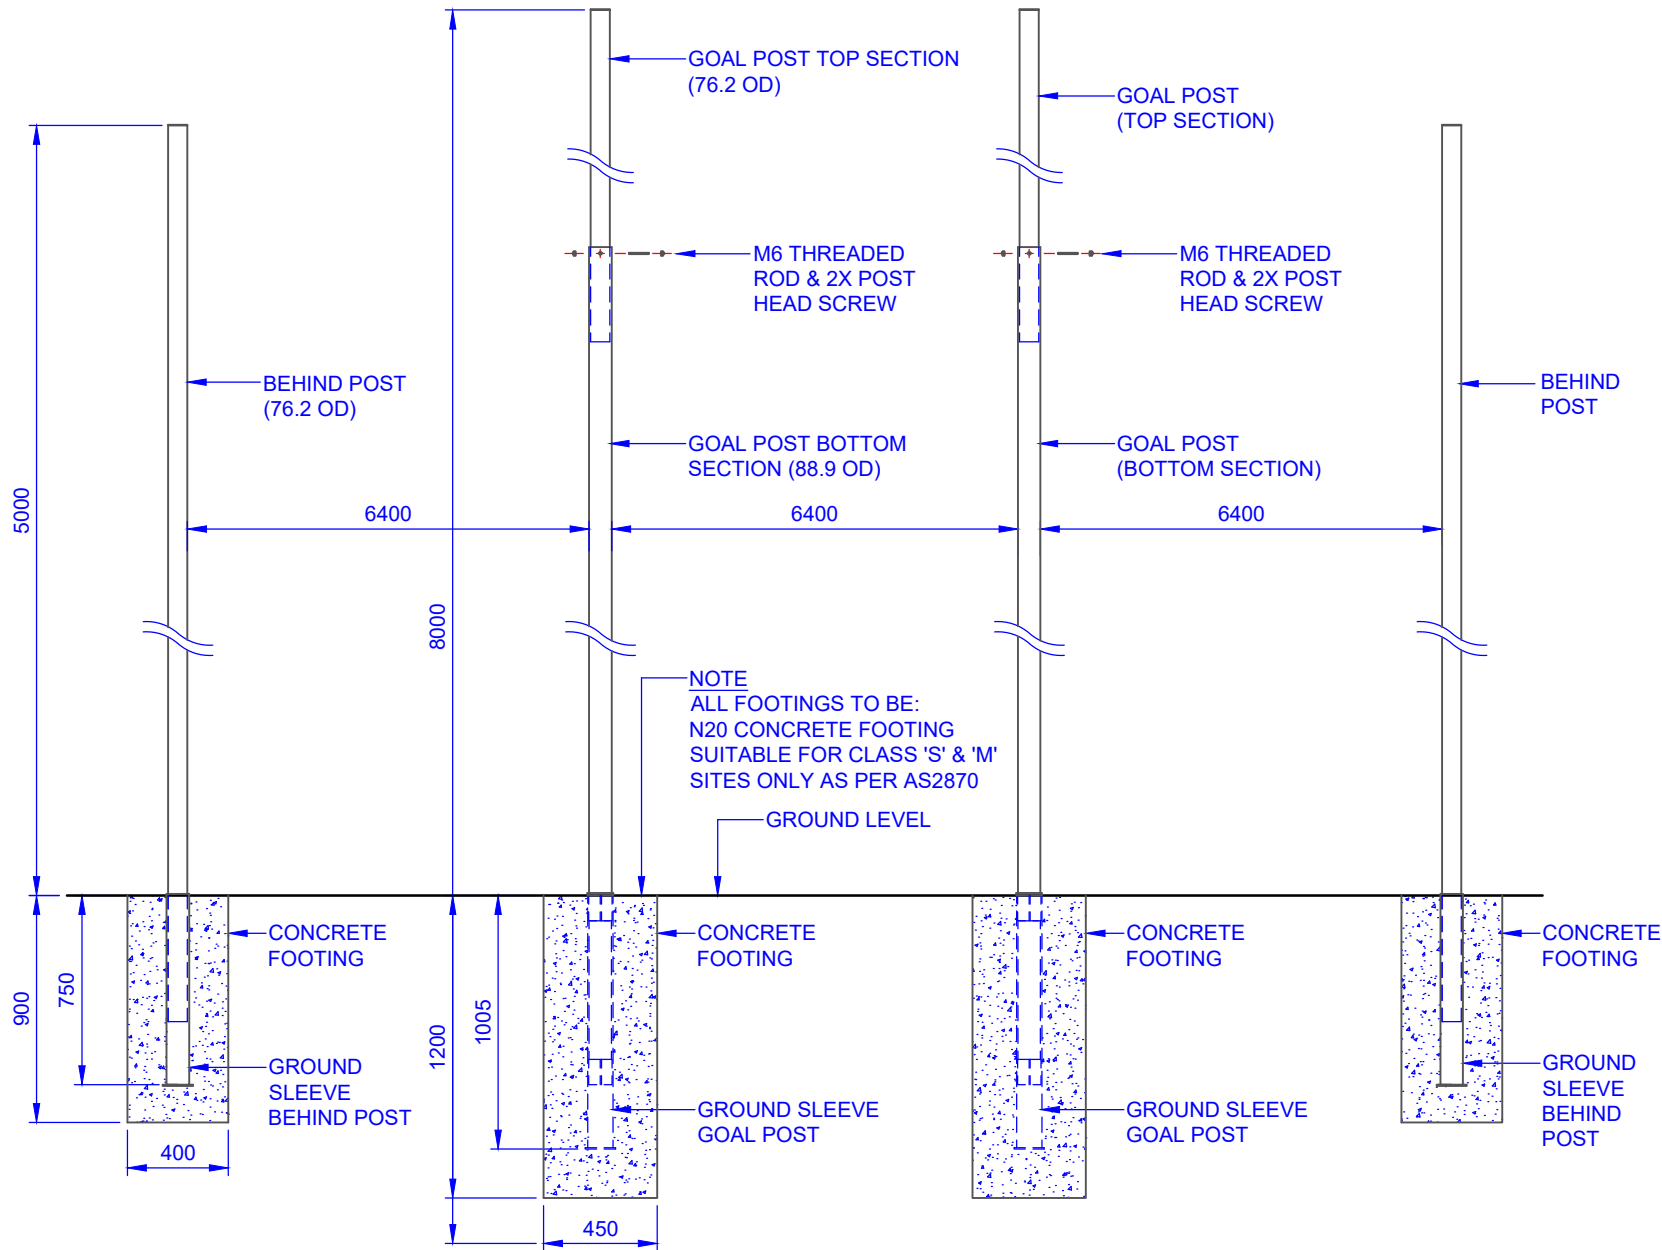 GOAL POST TOP SECTION
(76.2 OD)
GOAL POST
(TOP SECTION)
M6 THREADED
ROD & 2X POST
HEAD SCREW
M6 THREADED
ROD & 2X POST
HEAD SCREW
BEHIND POST
(76.2 OD)
BEHIND
POST
GOAL POST BOTTOM
SECTION (88.9 OD)
GOAL POST
(BOTTOM SECTION)
5000
6400
6400
6400
8000
NOTE
ALL FOOTINGS TO BE:
N20 CONCRETE FOOTING
SUITABLE FOR CLASS 'S' & 'M'
SITES ONLY AS PER AS2870
GROUND LEVEL
CONCRETE
FOOTING
CONCRETE
FOOTING
CONCRETE
FOOTING
CONCRETE
FOOTING
900
750
1200
1005
GROUND
SLEEVE
BEHIND POST
GROUND SLEEVE
GOAL POST
GROUND SLEEVE
GOAL POST
GROUND
SLEEVE
BEHIND
POST
400
450